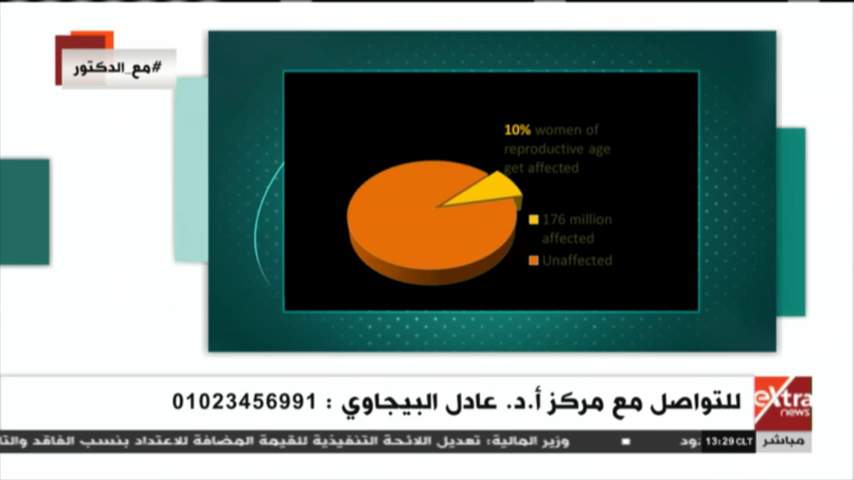 #مع_الدكتور
10% women of
reproductive age
get affected
176 million
affected
Unaffected
للتواصل مع مركز أ.د. عادل البيجاوي : 01023456991
eXtra
news
وزير المالية: تعديل اللائحة التنفيذية للقيمة المضافة للاعتداد بنسب الفاقد
13:29 CLT
مباشر